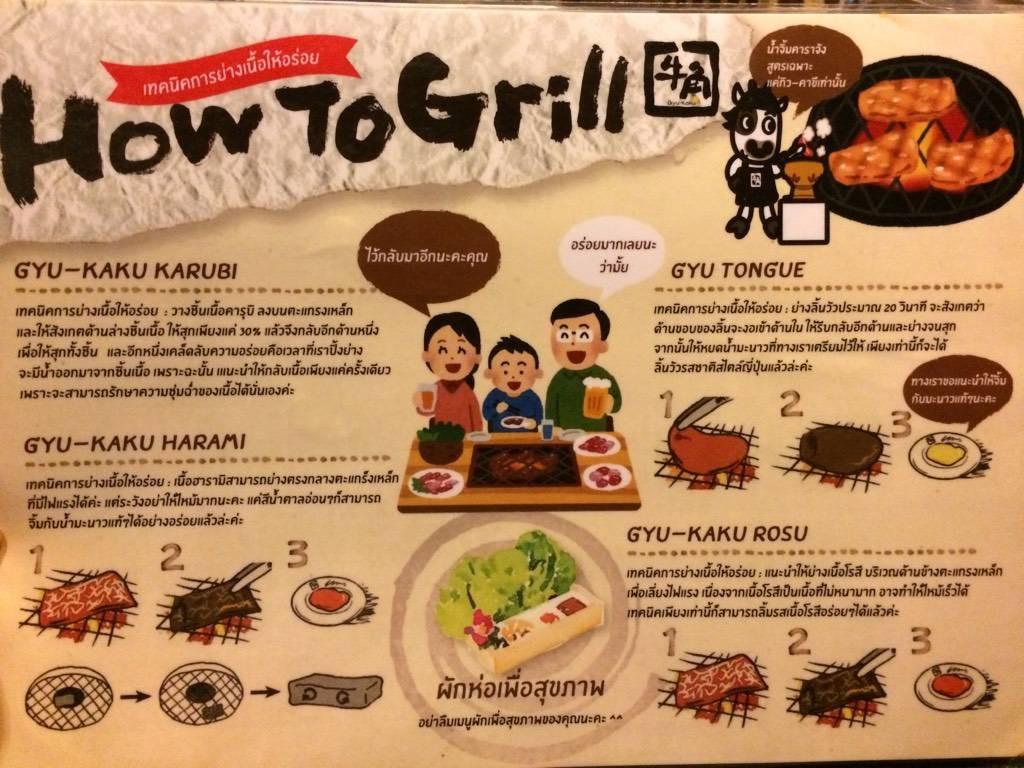 เทคนิคการย่างเนื้อให้อร่อย
How To Grill
牛角
Gyu-Kaku
น้ำจิ้มคาราจัง
สูตรเฉพาะ
แค่กิว-คาซีเท่านั้น
GYU-KAKU KARUBI
เทคนิคการย่างเนื้อให้อร่อย : วางชิ้นเนื้อคารุบิ ลงบนตะแกรงเหล็ก
และให้สังเกตด้านล่างชิ้นเนื้อ ให้สุกเพียงแค่ 30% แล้วจึงกลับอีกด้านหนึ่ง
เพื่อให้สุกทั้งชิ้น และอีกหนึ่งเคล็ดลับความอร่อยคือเวลาที่เราปิ้งย่าง
จะมีน้ำออกมาจากชิ้นเนื้อ เพราะฉะนั้น แนะนำให้กลับเนื้อเพียงแค่ครั้งเดียว
เพราะจะสามารถรักษาความชุ่มฉ่ำของเนื้อได้นั่นเองค่ะ
GYU-KAKU HARAMI
เทคนิคการย่างเนื้อให้อร่อย : เนื้อฮารามิสามารถย่างตรงกลางตะแกร็งเหล็ก
ที่มีไฟแรงได้ค่ะ แต่ระวังอย่าให้ไหม้มากนะคะ แค่สีน้ำตาลอ่อนๆก็สามารถ
จิ้มกับน้ำมะนาวแท้ๆได้อย่างอร่อยแล้วล่ะค่ะ
1 2 3
ไว้กลับมาอีกนะคะคุณ
อร่อยมากเลยนะ
ว่ามั้ย
ผักห่อเพื่อสุขภาพ
อย่าลืมเมนูผักเพื่อสุขภาพของคุณนะคะ ^^
GYU TONGUE
เทคนิคการย่างเนื้อให้อร่อย : ย่างลิ้นวัวประมาณ 20 วินาที จะสังเกตว่า
ด้านขอบของลิ้นจะงอเข้าด้านใน ให้รีบกลับอีกด้านและย่างจนสุก
จากนั้นให้หยดน้ำมะนาวที่ทางเราเตรียมไว้ให้ เพียงเท่านี้ก็จะได้
ลิ้นวัวรสชาติสไตล์ญี่ปุ่นแล้วล่ะค่ะ
ทางเราขอแนะนำให้จิ้ม
กับมะนาวแท้ๆนะคะ
1 2 3
GYU-KAKU ROSU
เทคนิคการย่างเนื้อให้อร่อย : แนะนำให้ย่างเนื้อโรสี บริเวณด้านข้างตะแกรงเหล็ก
เพื่อเลี่ยงไฟแรง เนื่องจากเนื้อโรสีเป็นเนื้อที่ไม่หนามาก อาจทำให้ไหม้เร็วได้
เทคนิคเพียงเท่านี้ก็สามารถลิ้มรสเนื้อโรสีอร่อยๆได้แล้วค่ะ
1 2 3